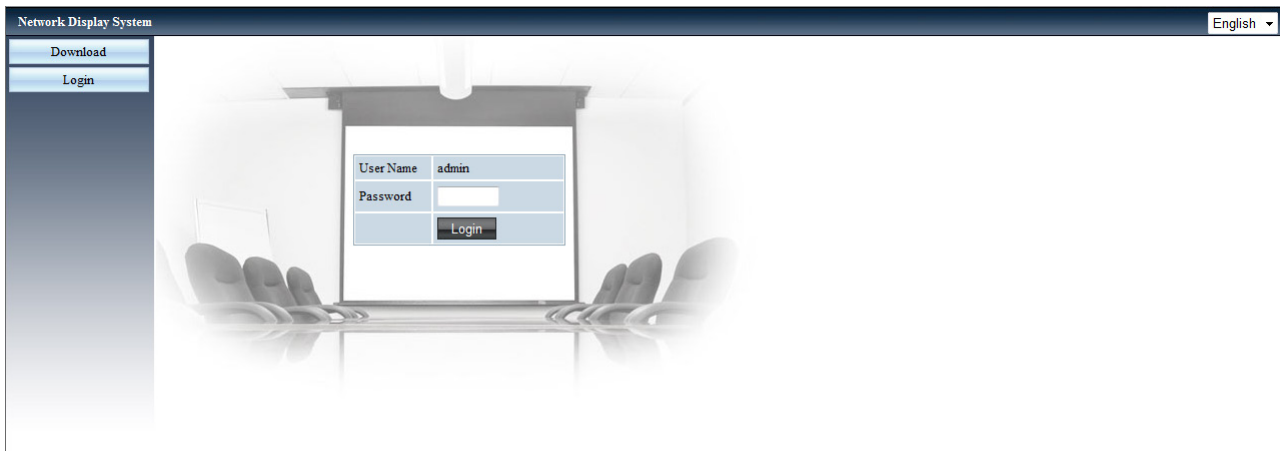 Network Display System
English
Download
Login
User Name admin
Password
Login